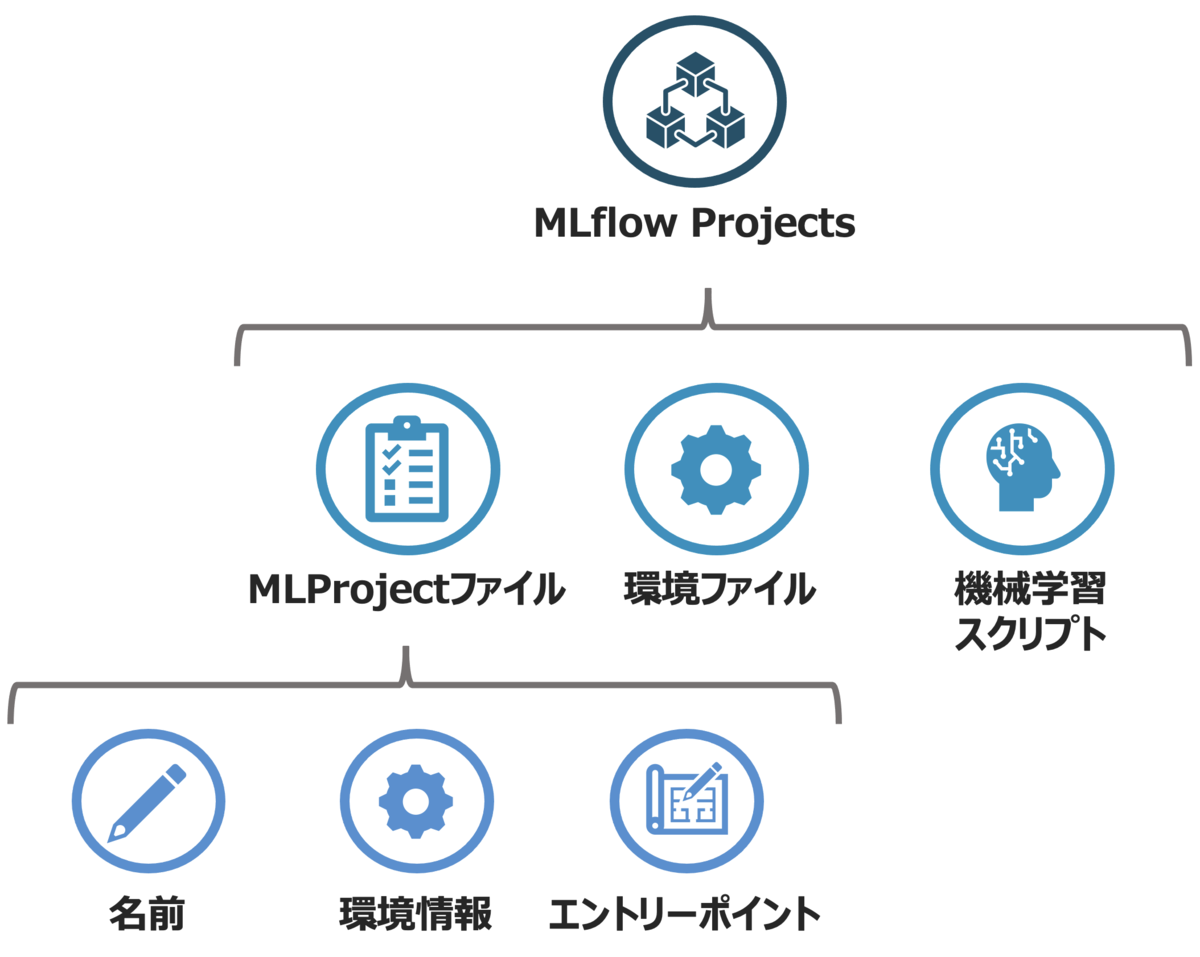 MLflow Projects
MLProjectファイル
環境ファイル
機械学習
スクリプト
名前
環境情報
エントリーポイント